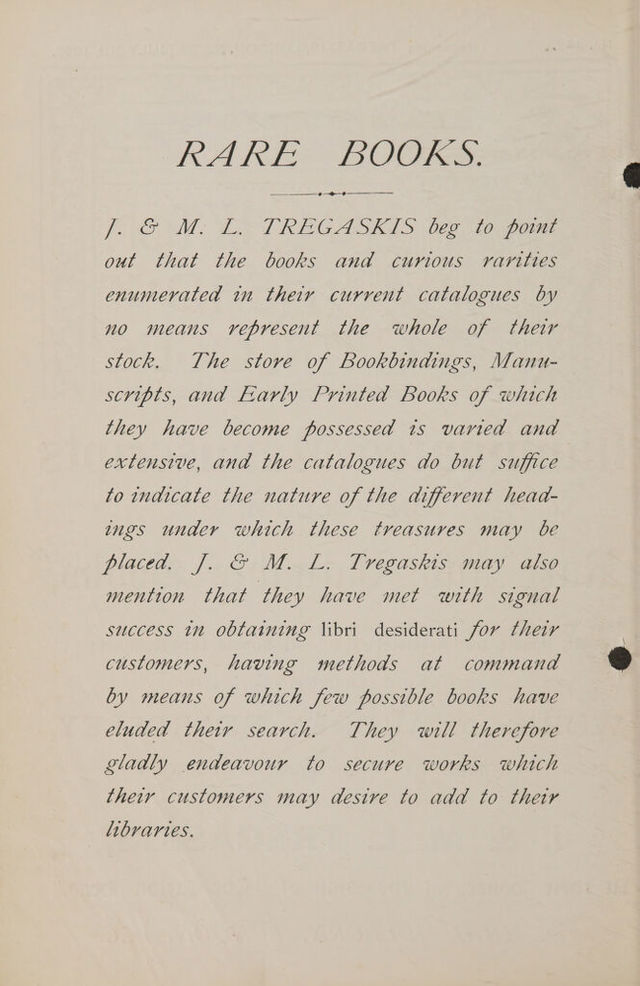 RARE BOOKS.
J. & M. L. TREGASKIS beg to point
out that the books and curious rarities
enumerated in their current catalogues by
no means represent the whole of their
stock. The store of Bookbindings, Manu-
scripts, and Early Printed Books of which
they have become possessed is varied and
extensive, and the catalogues do but suffice
to indicate the nature of the different head-
ings under which these treasures may be
placed. J. & M. L. Tregaskis may also
mention that they have met with signal
success in obtaining libri desiderati for their
customers, having methods at command
by means of which few possible books have
eluded their search. They will therefore
gladly endeavour to secure works which
their customers may desire to add to their
libraries.